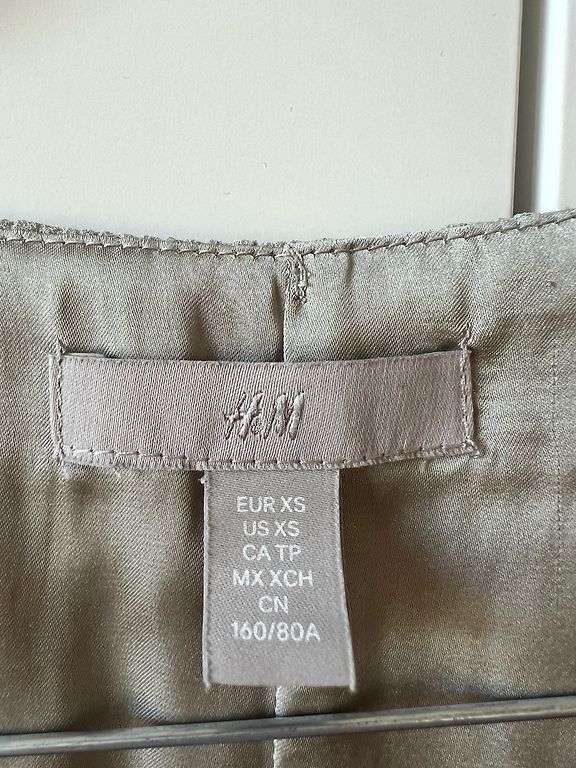 H&M
EUR XS
US XS
CA TP
MX XCH
CN
160/80A